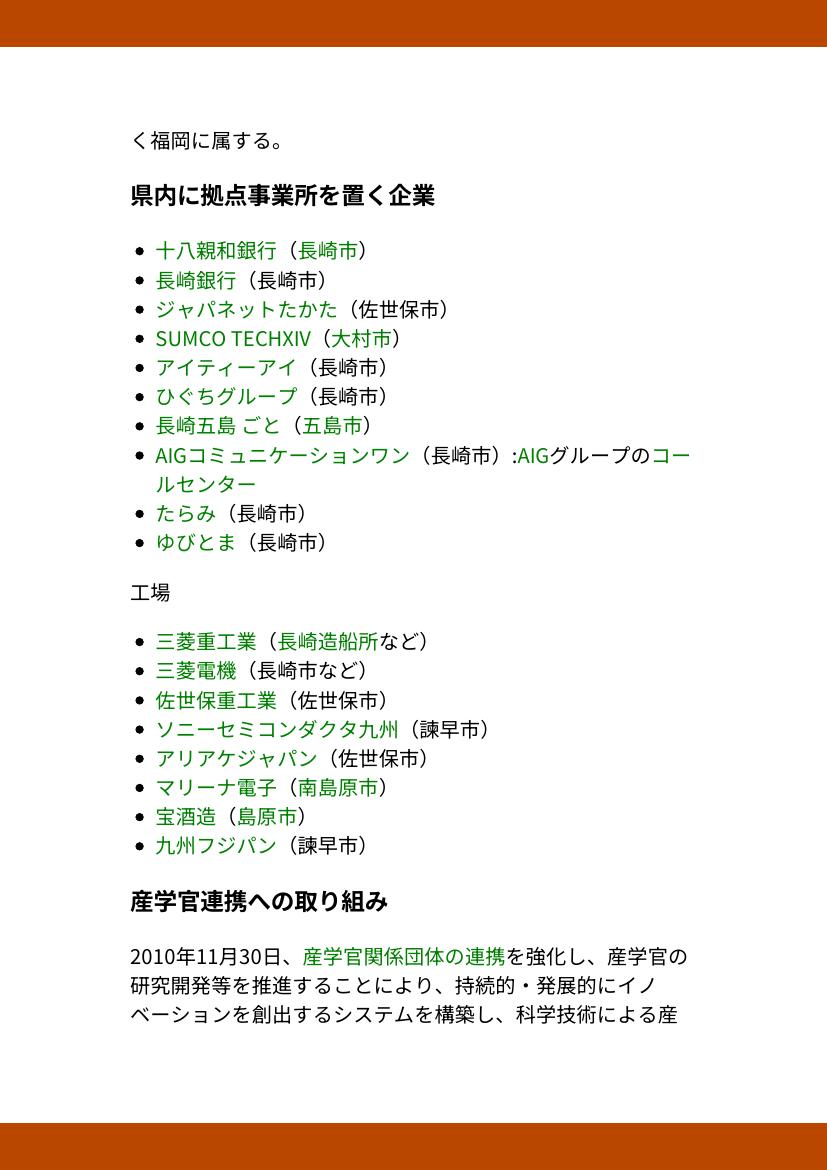 く福岡に属する。
県内に拠点事業所を置く企業
十八親和銀行（長崎市）
長崎銀行（長崎市）
ジャパネットたかた（佐世保市）
SUMCO TECHXIV（大村市）
アイティーアイ（長崎市）
ひぐちグループ（長崎市）
長崎五島 ごと（五島市）
AIGコミュニケーションワン（長崎市）:AIGグループのコー
ルセンター
たらみ（長崎市）
ゆびとま（長崎市）
工場
三菱重工業（長崎造船所など）
三菱電機（長崎市など）
佐世保重工業（佐世保市）
ソニーセミコンダクタ九州（諫早市）
アリアケジャパン（佐世保市）
マリーナ電子（南島原市）
宝酒造（島原市）
九州フジパン（諫早市）
産学官連携への取り組み
2010年11月30日、産学官関係団体の連携を強化し、産学官の
研究開発等を推進することにより、持続的・発展的にイノ
ベーションを創出するシステムを構築し、科学技術による産